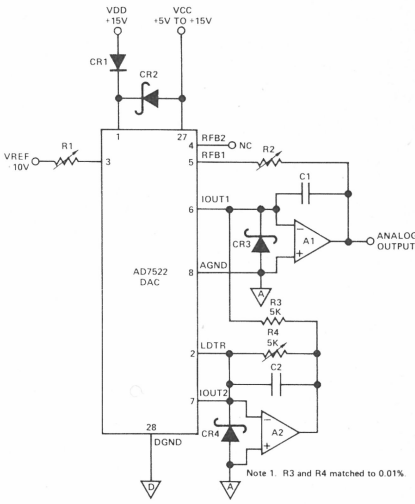 VDD
+15V
VCC
+5V TO +15V
CR1
CR2
1
27
4
RFB2
NC
VREF
-10V
R1
3
5
RFB1
R2
C1
6
IOUT1
CR3
A1
ANALOG
OUTPUT
8
AGND
A
AD7522
DAC
R3
5K
R4
5K
2
LDTR
C2
7
IOUT2
CR4
A2
28
DGND
D
A
Note 1. R3 and R4 matched to 0.01%.